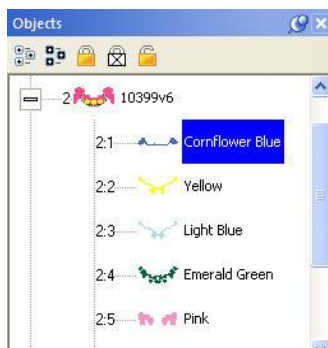 Objects
2 10399v6
2:1 Cornflower Blue
2:2 Yellow
2:3 Light Blue
2:4 Emerald Green
2:5 Pink